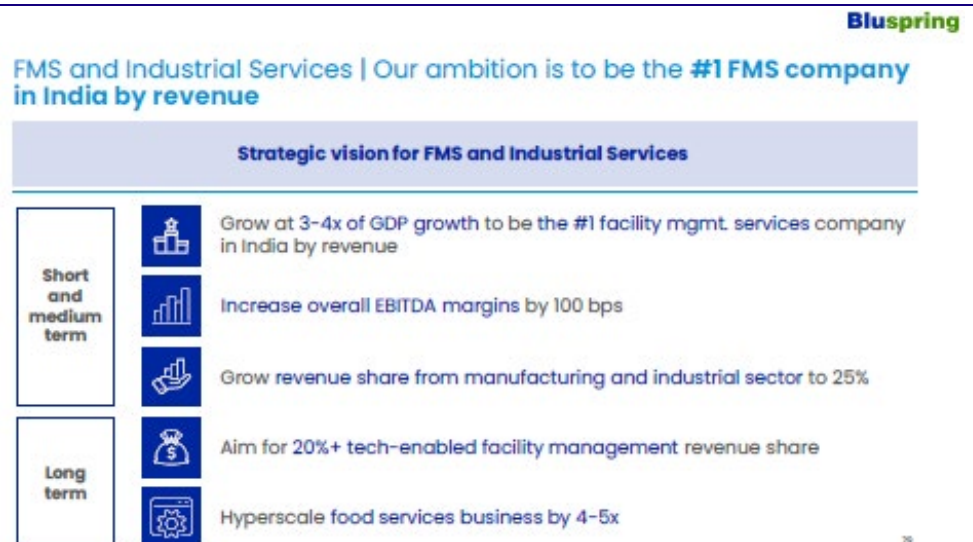 Bluspring
FMS and Industrial Services | Our ambition is to be the #1 FMS company
in India by revenue
Strategic vision for FMS and Industrial Services
Short
and
medium
term
Grow at 3-4x of GDP growth to be the #1 facility mgmt. services company
in India by revenue
Increase overall EBITDA margins by 100 bps
Grow revenue share from manufacturing and industrial sector to 25%
Long
term
Aim for 20%+ tech-enabled facility management revenue share
Hyperscale food services business by 4-5x